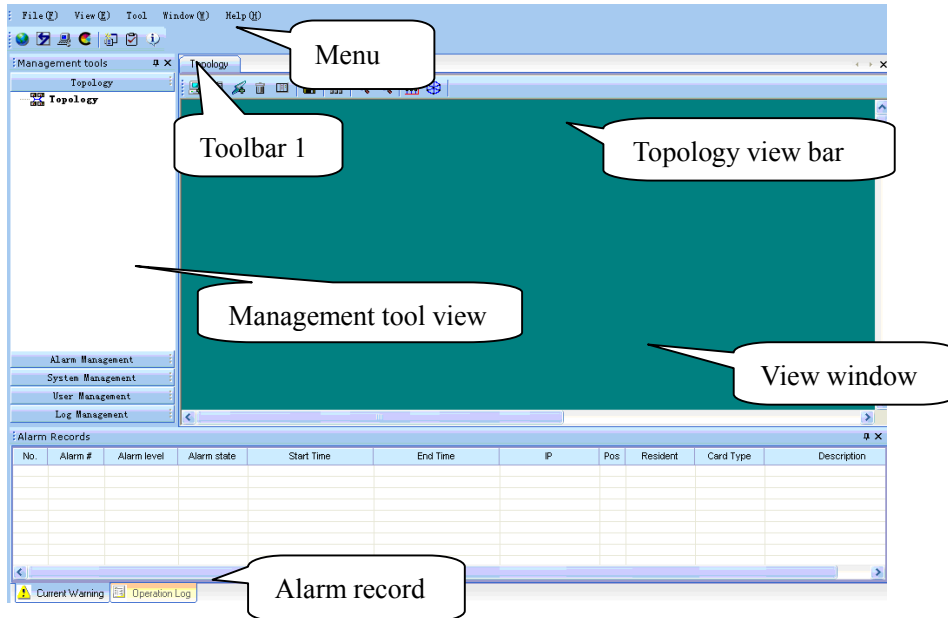 File(F) View(E) Tool Window(W) Help(H)
Menu
Management tools
Topology
Topology
Topology
Toolbar 1
Topology view bar
Management tool view
View window
Alarm Management
System Management
User Management
Log Management
Alarm Records
No. Alarm # Alarm level Alarm state Start Time End Time IP Pos Resident Card Type Description
Alarm record
Current Warning Operation Log